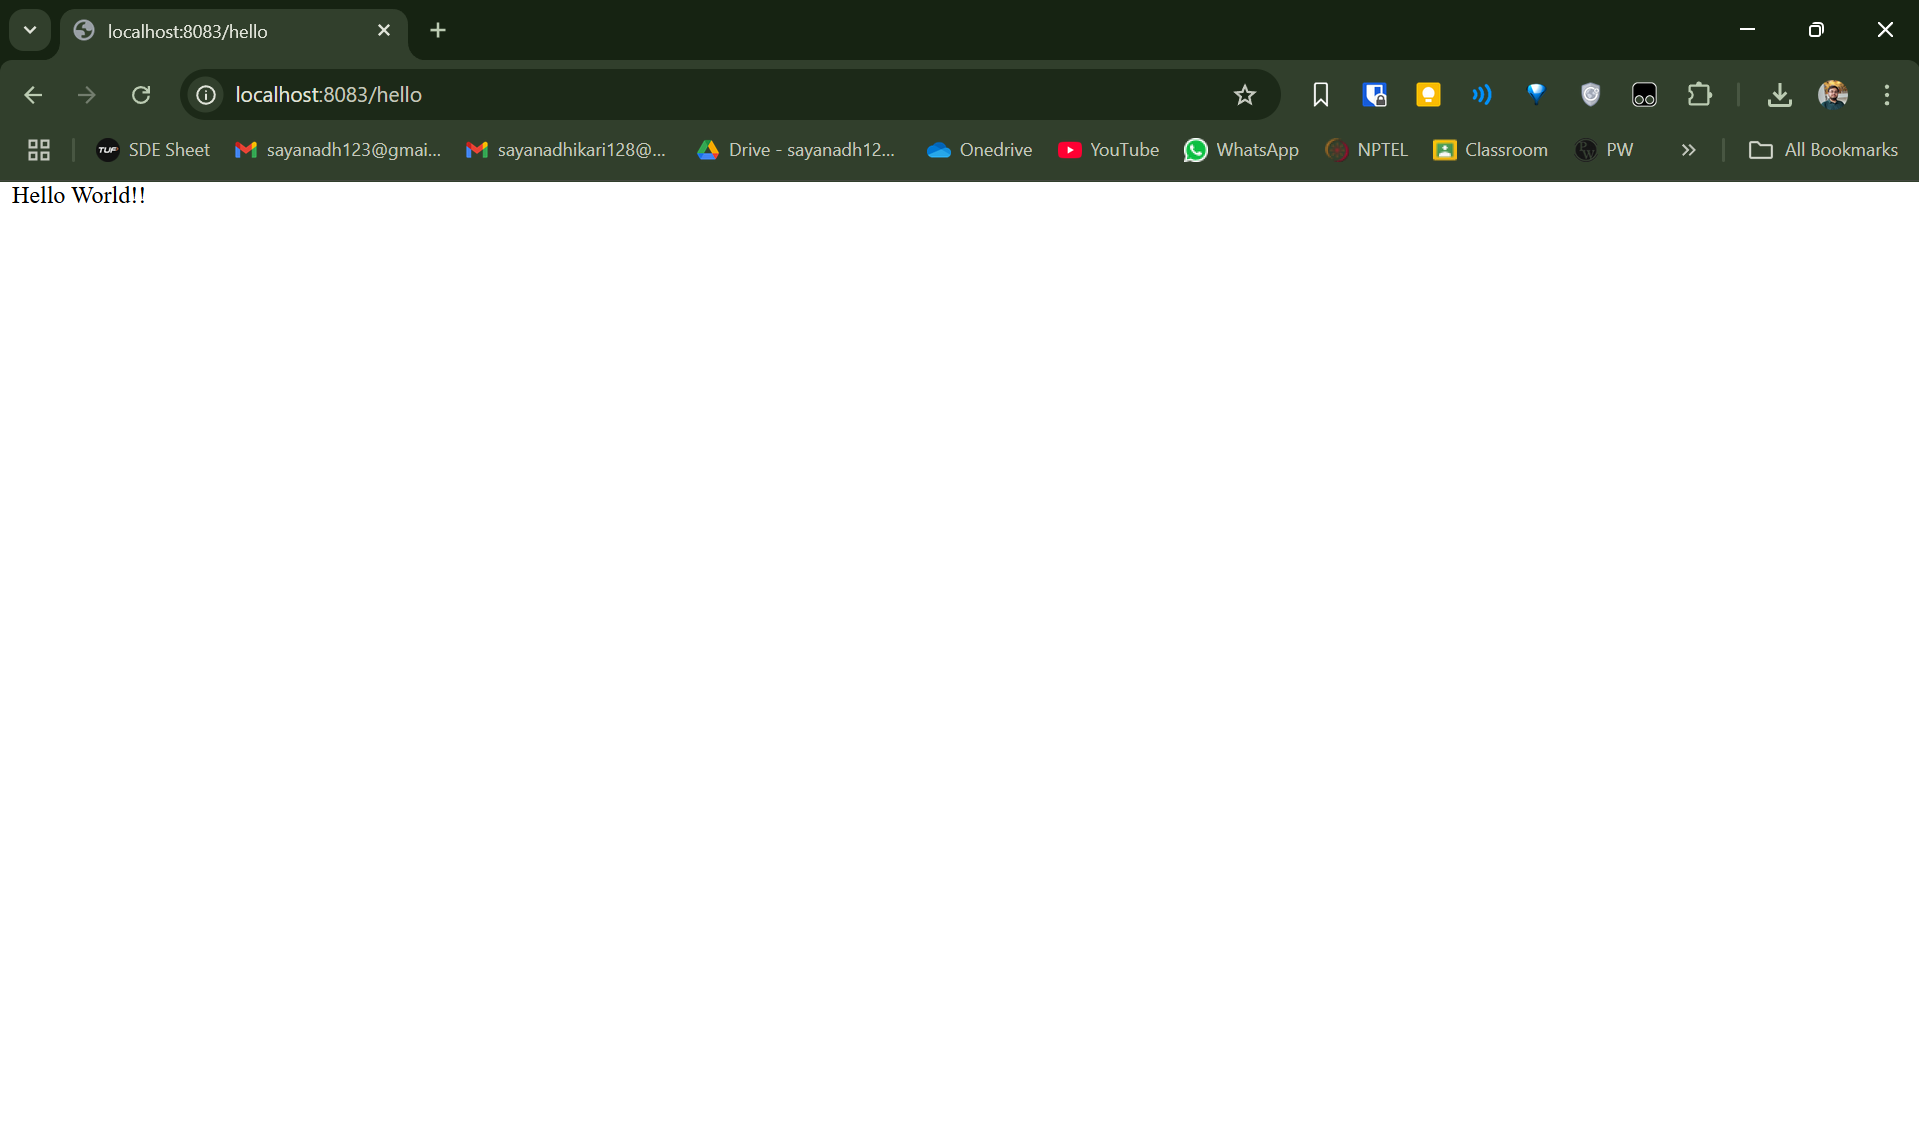 localhost:8083/hello
localhost:8083/hello
TUF SDE Sheet sayanadh123@gmai... sayanadhikari128@... Drive - sayanadh12... Onedrive YouTube WhatsApp NPTEL Classroom PW All Bookmarks
Hello World!!